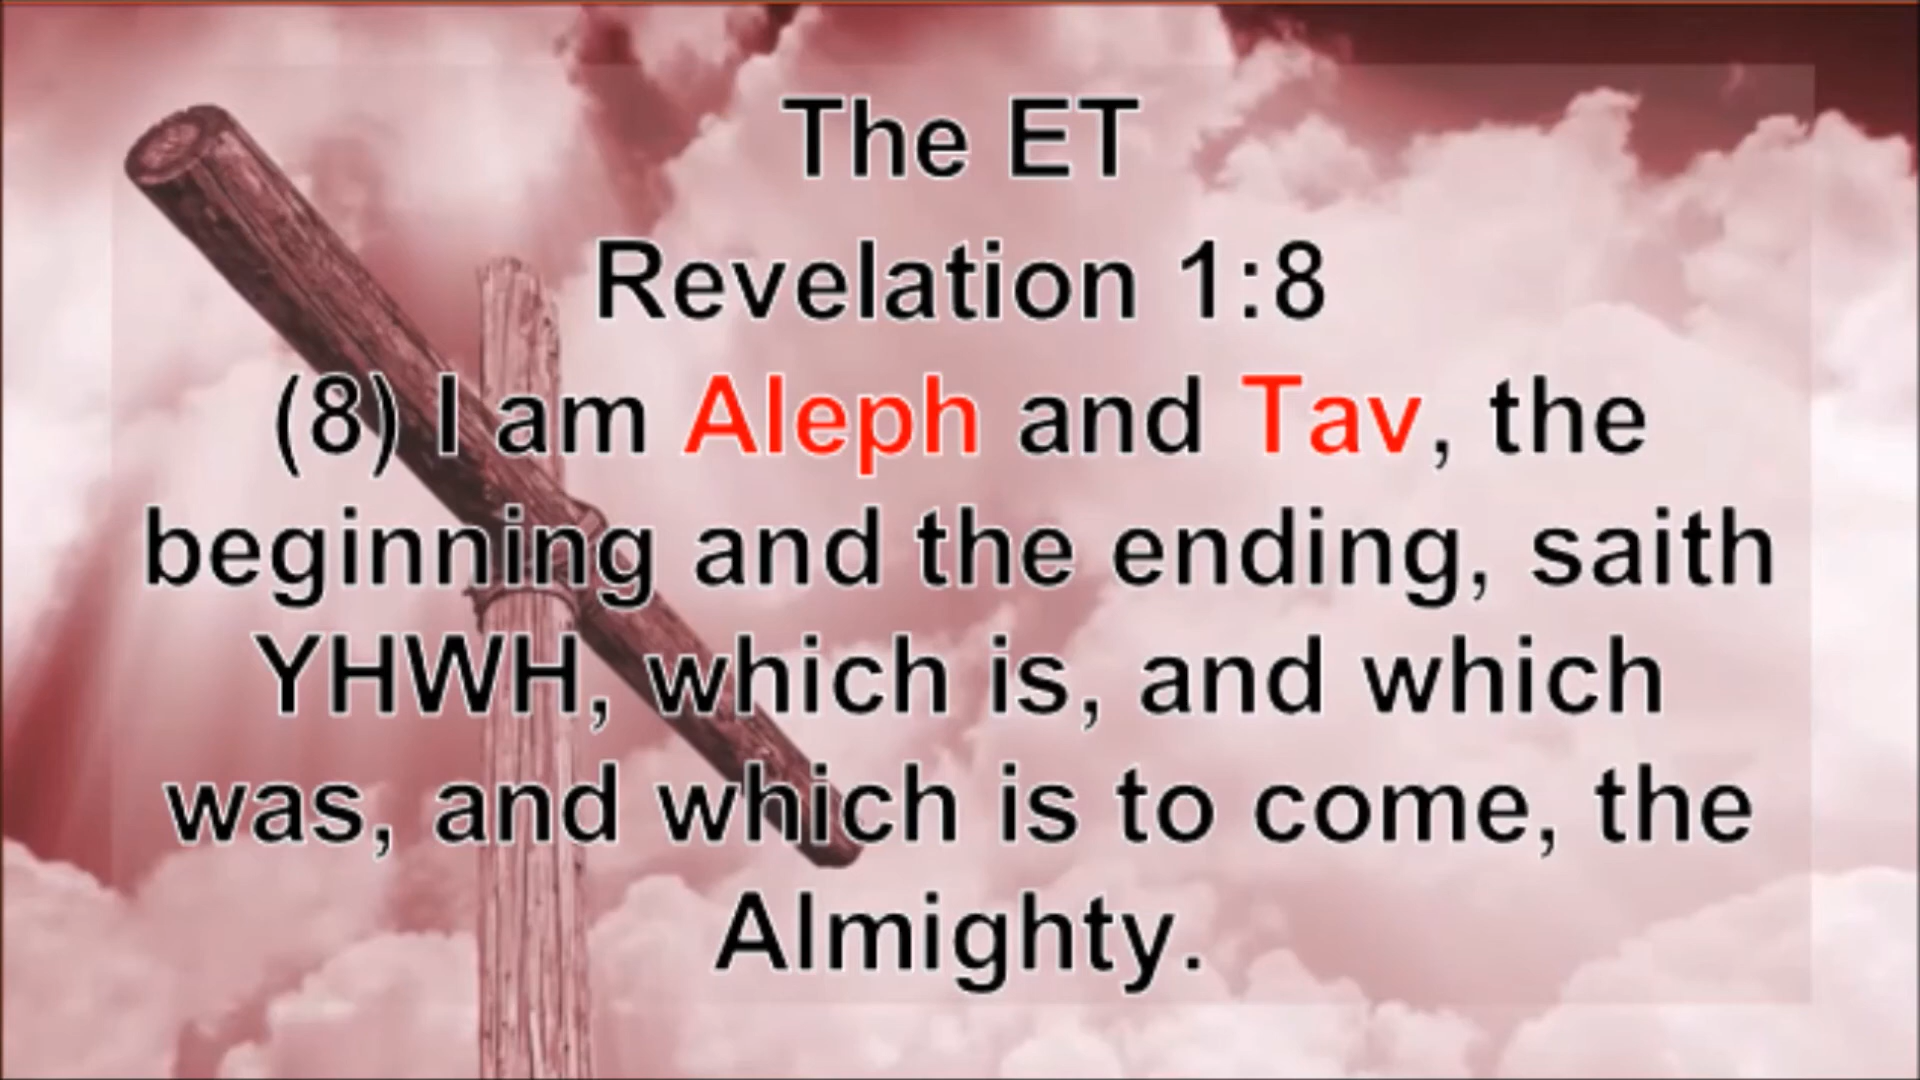 The ET
Revelation 1:8
(8) I am Aleph and Tav, the
beginning and the ending, saith
YHWH, which is, and which
was, and which is to come, the
Almighty.